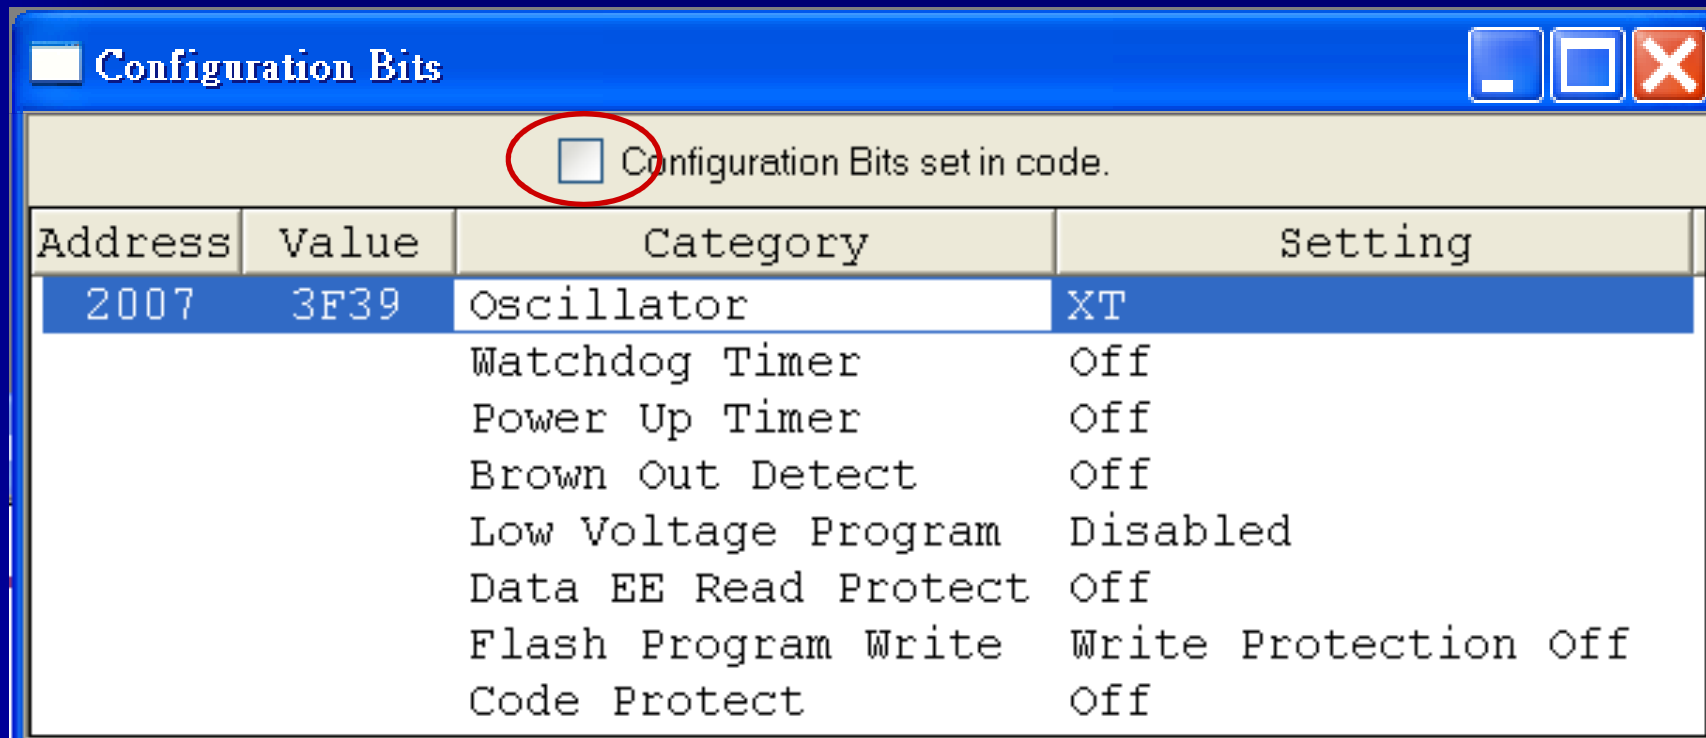 Configuration Bits
Configuration Bits set in code.
Address Value Category Setting
2007 3F39 Oscillator XT
Watchdog Timer Off
Power Up Timer Off
Brown Out Detect Off
Low Voltage Program Disabled
Data EE Read Protect Off
Flash Program Write Write Protection Off
Code Protect Off